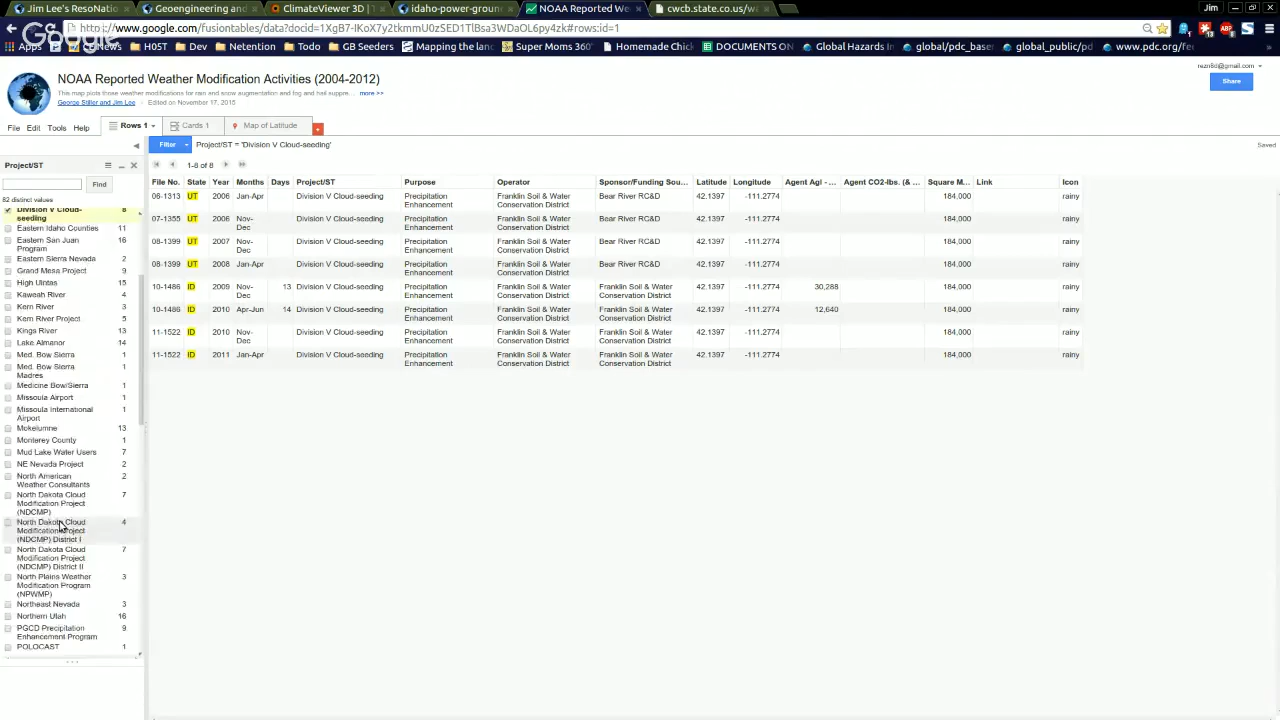 Jim Lee's ResoNatio
Geoengineering and
ClimateViewer 3D |
idaho-power-groun
NOAA Reported We
cwcb.state.co.us/w
Jim
www.google.com/fusiontables/data?docid=1XgB7-IKoX7y2tkmmU0zSED1TlBsa3WDaOL6py4zk#rows:id=1
Google
Apps
CE News
H05T
Dev
Netention
Todo
GB Seeders
Mapping the lan
Super Moms 360°
Homemade Chick
DOCUMENTS ON
Global Hazards In
global/pdc_base
global_public/pd
www.pdc.org/fe
NOAA Reported Weather Modification Activities (2004-2012)
This map plots those weather modifications for rain and snow augmentation and fog and hail suppre... more >>
George Stiller and Jim Lee - Edited on November 17, 2015
rezn8d@gmail.com
Share
File Edit Tools Help
Rows 1
Cards 1
Map of Latitude
Filter
Project/ST = 'Division V Cloud-seeding'
Saved
1-8 of 8
Project/ST
Find
82 distinct values
Division V Cloud-seeding 8
Eastern Idaho Counties 11
Eastern San Juan Program 16
Eastern Sierra Nevada 2
Grand Mesa Project 9
High Uintas 15
Kaweah River 4
Kern River 3
Kern River Project 5
Kings River 13
Lake Almanor 14
Med. Bow Sierra 1
Med. Bow Sierra Madres 1
Medicine Bow/Sierra 1
Missoula Airport 1
Missoula International Airport 1
Mokelumne 13
Monterey County 1
Mud Lake Water Users 7
NE Nevada Project 2
North American Weather Consultants 2
North Dakota Cloud Modification Project (NDCMP) 7
North Dakota Cloud Modification Project (NDCMP) District I 4
North Dakota Cloud Modification Project (NDCMP) District II 7
North Plains Weather Modification Program (NPWMP) 3
Northeast Nevada 3
Northern Utah 16
PGCD Precipitation Enhancement Program 9
POLOCAST 1
File No. State Year Months Days Project/ST Purpose Operator Sponsor/Funding Sou... Latitude Longitude Agent AgI -... Agent CO2-lbs. (& ... Square M... Link Icon
06-1313 UT 2006 Jan-Apr Division V Cloud-seeding Precipitation Enhancement Franklin Soil & Water Conservation District Bear River RC&D 42.1397 -111.2774 184,000 rainy
07-1355 UT 2006 Nov-Dec Division V Cloud-seeding Precipitation Enhancement Franklin Soil & Water Conservation District Bear River RC&D 42.1397 -111.2774 184,000 rainy
08-1399 UT 2007 Nov-Dec Division V Cloud-seeding Precipitation Enhancement Franklin Soil & Water Conservation District Bear River RC&D 42.1397 -111.2774 184,000 rainy
08-1399 UT 2008 Jan-Apr Division V Cloud-seeding Precipitation Enhancement Franklin Soil & Water Conservation District Bear River RC&D 42.1397 -111.2774 184,000 rainy
10-1486 ID 2009 Nov-Dec 13 Division V Cloud-seeding Precipitation Enhancement Franklin Soil & Water Conservation District Franklin Soil & Water Conservation District 42.1397 -111.2774 30,288 184,000 rainy
10-1486 ID 2010 Apr-Jun 14 Division V Cloud-seeding Precipitation Enhancement Franklin Soil & Water Conservation District Franklin Soil & Water Conservation District 42.1397 -111.2774 12,640 184,000 rainy
11-1522 ID 2010 Nov-Dec Division V Cloud-seeding Precipitation Enhancement Franklin Soil & Water Conservation District Franklin Soil & Water Conservation District 42.1397 -111.2774 184,000 rainy
11-1522 ID 2011 Jan-Apr Division V Cloud-seeding Precipitation Enhancement Franklin Soil & Water Conservation District Franklin Soil & Water Conservation District 42.1397 -111.2774 184,000 rainy